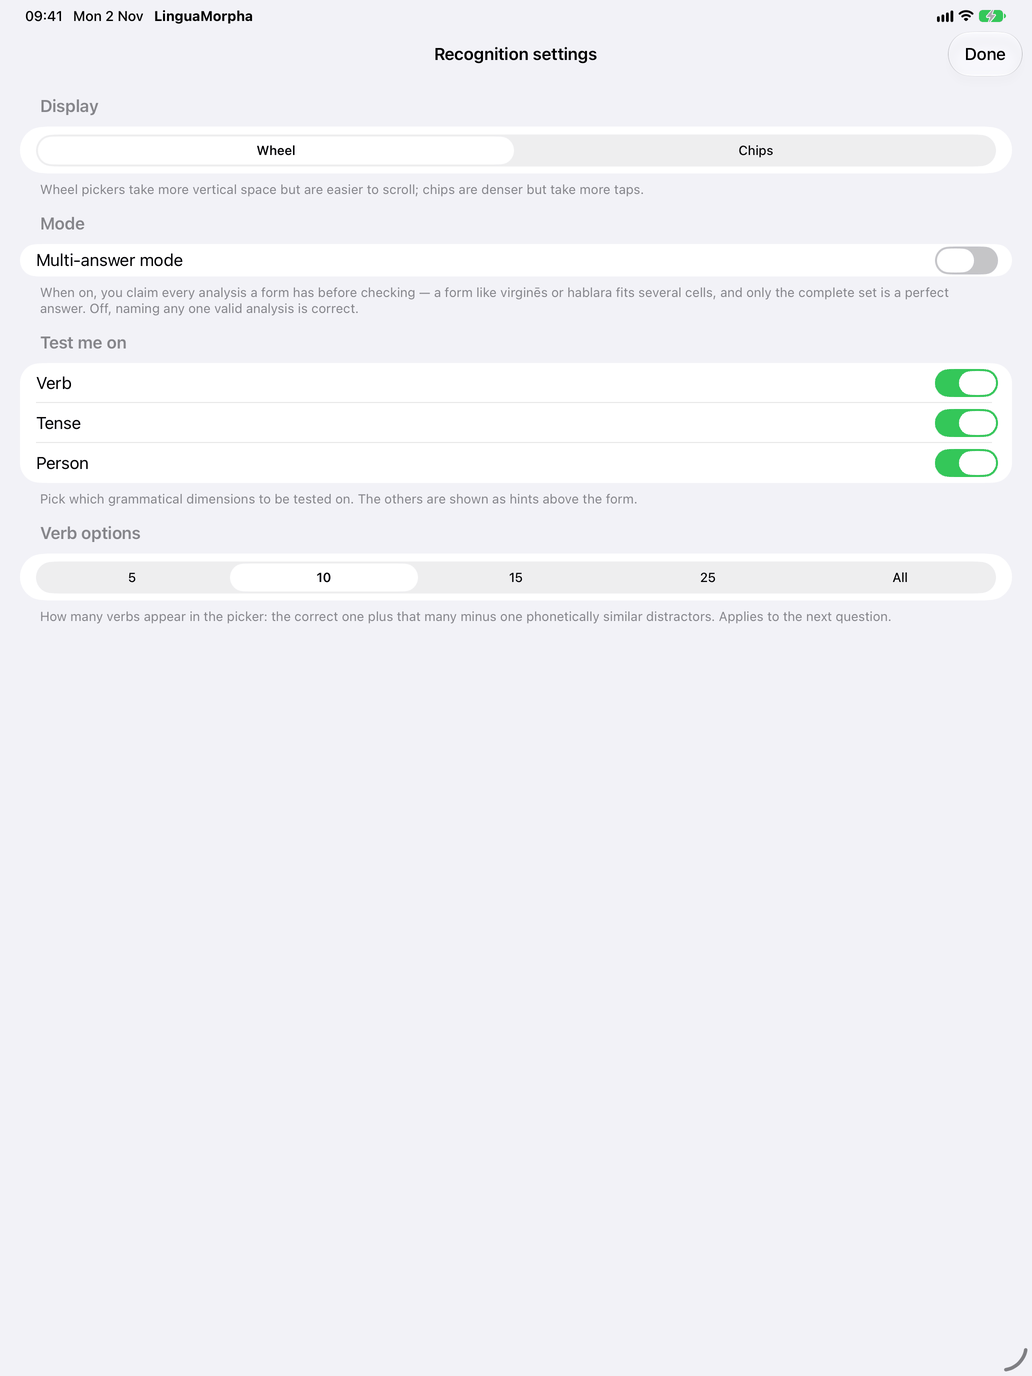 09:41 Mon 2 Nov LinguaMorpha
Recognition settings
Done
Display
Wheel
Chips
Wheel pickers take more vertical space but are easier to scroll; chips are denser but take more taps.
Mode
Multi-answer mode
When on, you claim every analysis a form has before checking — a form like virginēs or hablara fits several cells, and only the complete set is a perfect
answer. Off, naming any one valid analysis is correct.
Test me on
Verb
Tense
Person
Pick which grammatical dimensions to be tested on. The others are shown as hints above the form.
Verb options
5
10
15
25
All
How many verbs appear in the picker: the correct one plus that many minus one phonetically similar distractors. Applies to the next question.